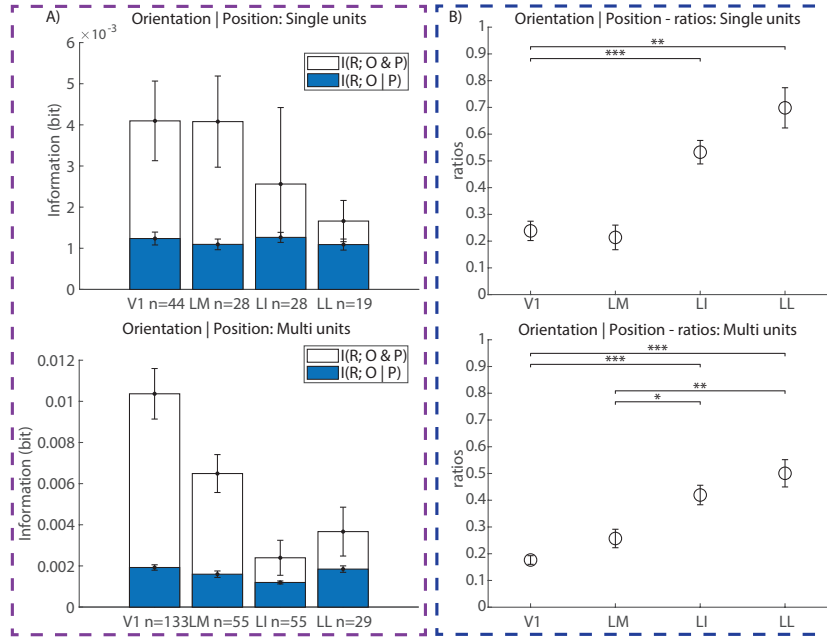 A) Orientation | Position: Single units
×10⁻³
6
5
4
3
2
1
0
Information (bit)
I(R; O & P)
I(R; O | P)
V1 n=44 LM n=28 LI n=28 LL n=19
Orientation | Position: Multi units
0.012
0.01
0.008
0.006
0.004
0.002
0
Information (bit)
I(R; O & P)
I(R; O | P)
V1 n=133 LM n=55 LI n=55 LL n=29
B) Orientation | Position - ratios: Single units
1
0.9
0.8
0.7
0.6
0.5
0.4
0.3
0.2
0.1
0
ratios
**
***
V1 LM LI LL
Orientation | Position - ratios: Multi units
1
0.9
0.8
0.7
0.6
0.5
0.4
0.3
0.2
0.1
0
ratios
***
***
**
*
V1 LM LI LL